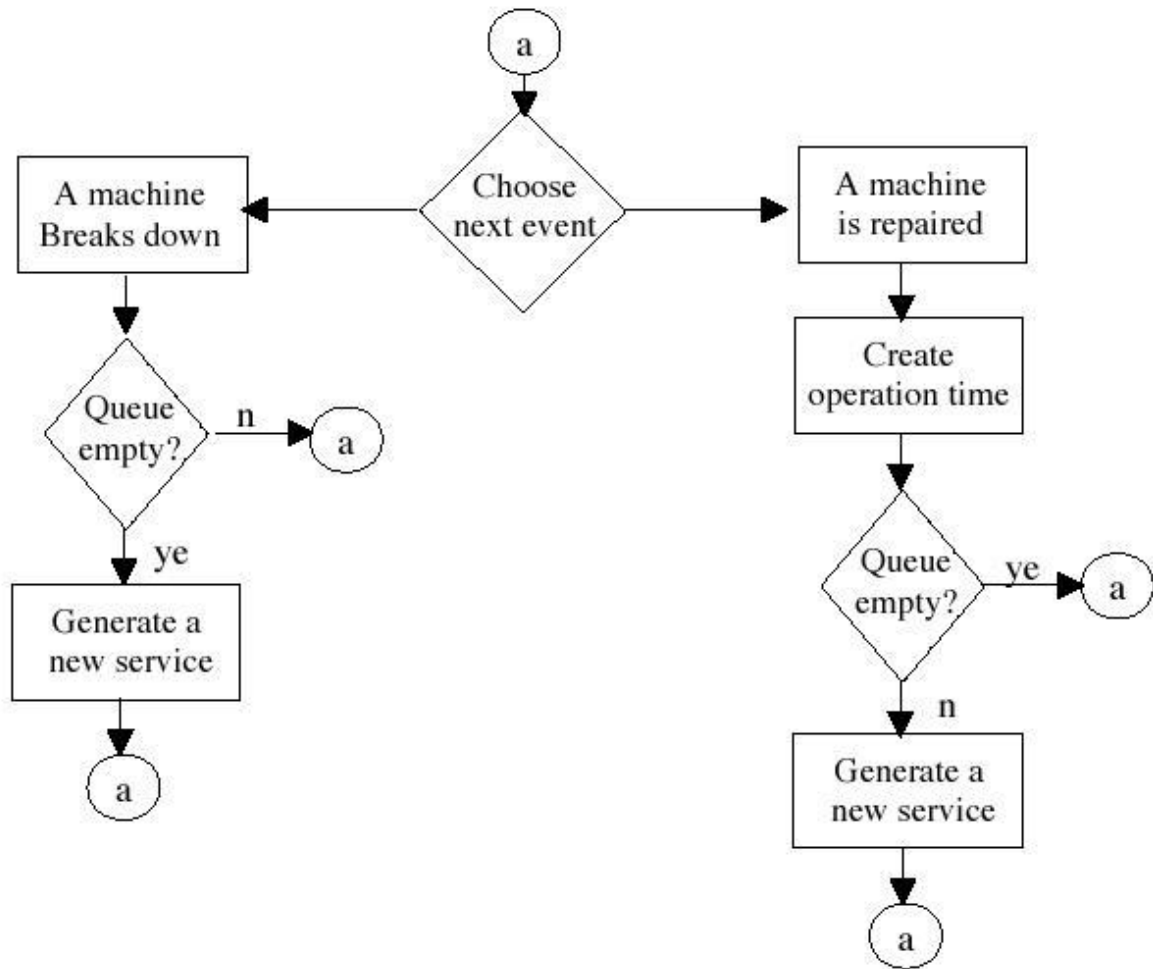 a
Choose
next event
A machine
Breaks down
Queue
empty?
n
a
ye
Generate a
new service
a
A machine
is repaired
Create
operation time
Queue
empty?
ye
a
n
Generate a
new service
a